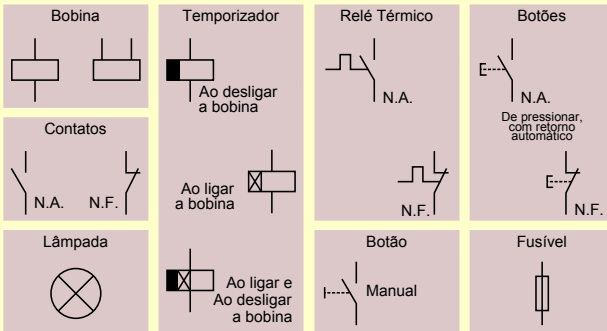 Bobina
Contatos
N.A.
N.F.
Lâmpada
Temporizador
Ao desligar
a bobina
Ao ligar
a bobina
Ao ligar e
Ao desligar
a bobina
Relé Térmico
N.A.
N.F.
Botão
Manual
Botões
N.A.
De pressionar,
com retorno
automático
N.F.
Fusível